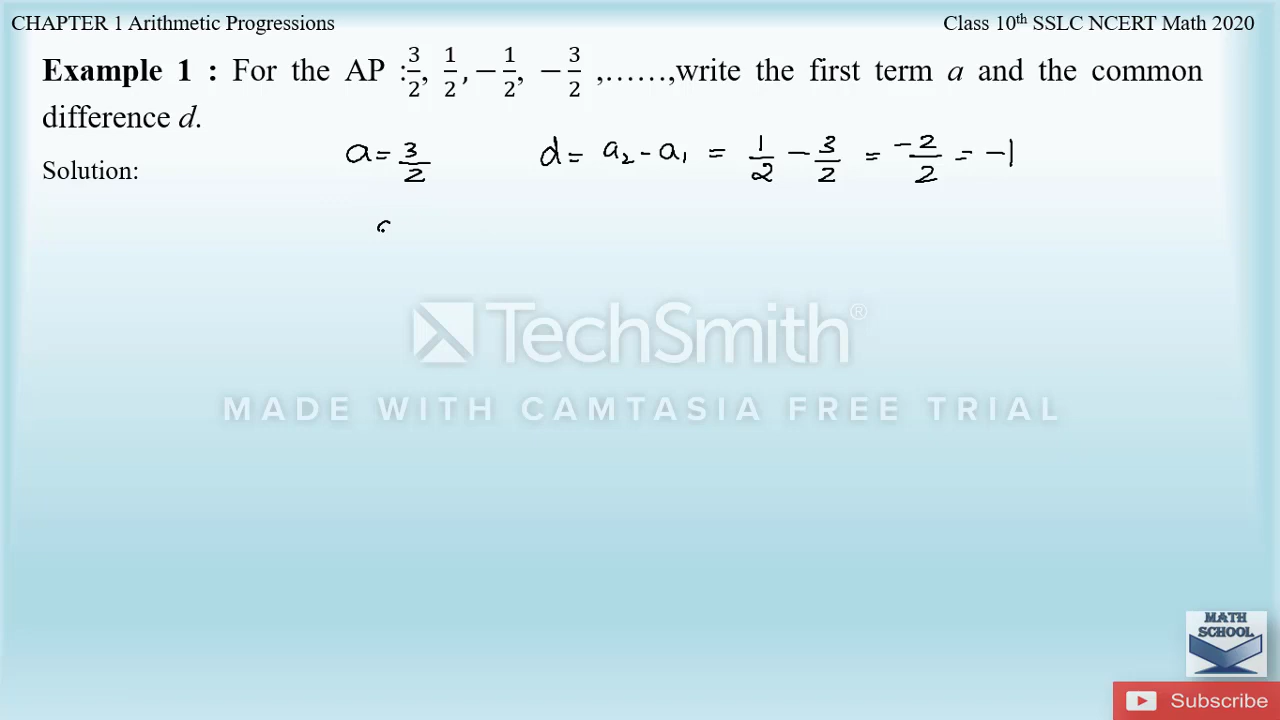 CHAPTER 1 Arithmetic Progressions
Class 10th SSLC NCERT Math 2020
Example 1 : For the AP :3/2, 1/2, −1/2, −3/2 ,……,write the first term a and the common
difference d.
a = 3/2 d = a₂ - a₁ = 1/2 - 3/2 = -2/2 = -1
Solution:
TechSmith®
MADE WITH CAMTASIA FREE TRIAL
MATH
SCHOOL
Subscribe